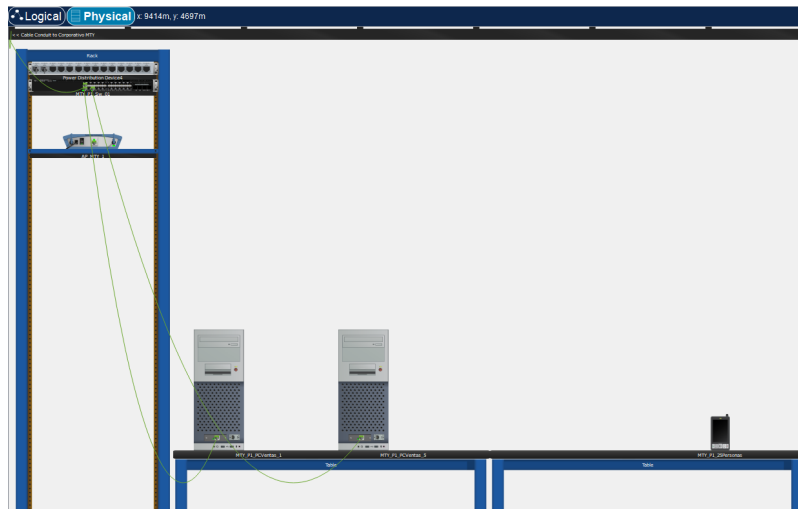 Logical Physical x: 9414m, y: 4697m
<< Cable Conduit to Corporativo MTY
Rack
Power Distribution Device4
MTY_P1_Sw_01
AP_MTY_1
MTY_P1_PCVentas_1
MTY_P1_PCVentas_3
MTY_P1_25Personas
Table
Table